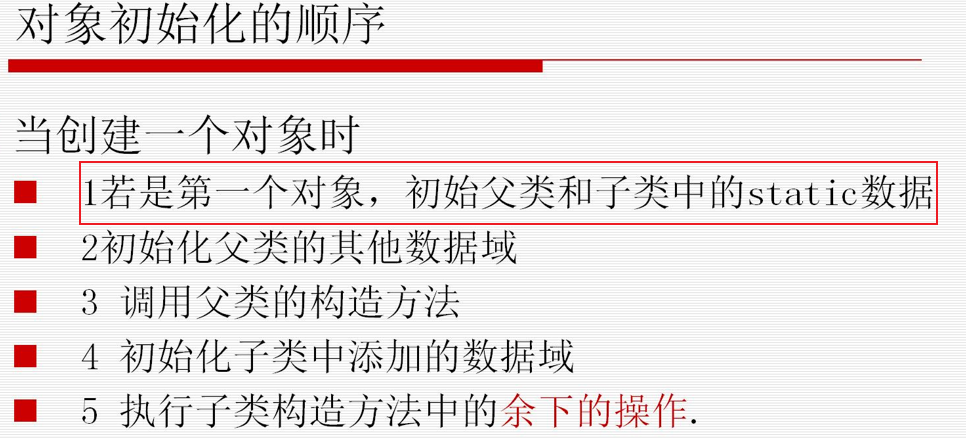 对象初始化的顺序
当创建一个对象时
1若是第一个对象，初始父类和子类中的static数据
2初始化父类的其他数据域
3 调用父类的构造方法
4 初始化子类中添加的数据域
5 执行子类构造方法中的余下的操作.